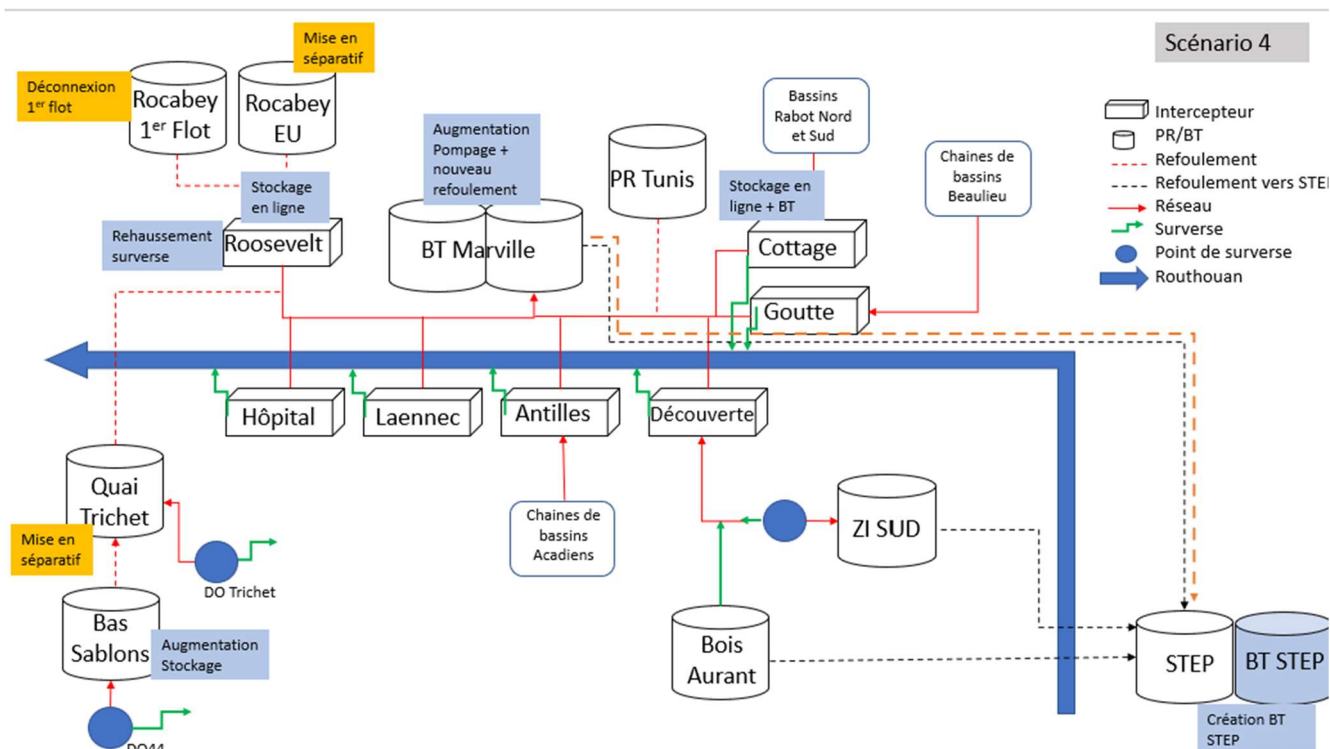 Scénario 4
Mise en
séparatif
Déconnexion
1er flot
Rocabey
1er Flot
Rocabey
EU
Augmentation
Pompage +
nouveau
refoulement
PR Tunis
Bassins
Rabot Nord
et Sud
Chaines de
bassins
Beaulieu
Intercepteur
PR/BT
Refoulement
Refoulement vers STEP
Réseau
Surverse
Point de surverse
Routhouan
Stockage
en ligne
Stockage en
ligne + BT
Rehaussement
surverse
Roosevelt
BT Marville
Cottage
Goutte
Hôpital
Laennec
Antilles
Découverte
Quai
Trichet
Mise en
séparatif
DO Trichet
Chaines de
bassins
Acadiens
ZI SUD
Bas
Sablons
Augmentation
Stockage
Bois
Aurant
STEP
BT STEP
Création BT
STEP
DO44